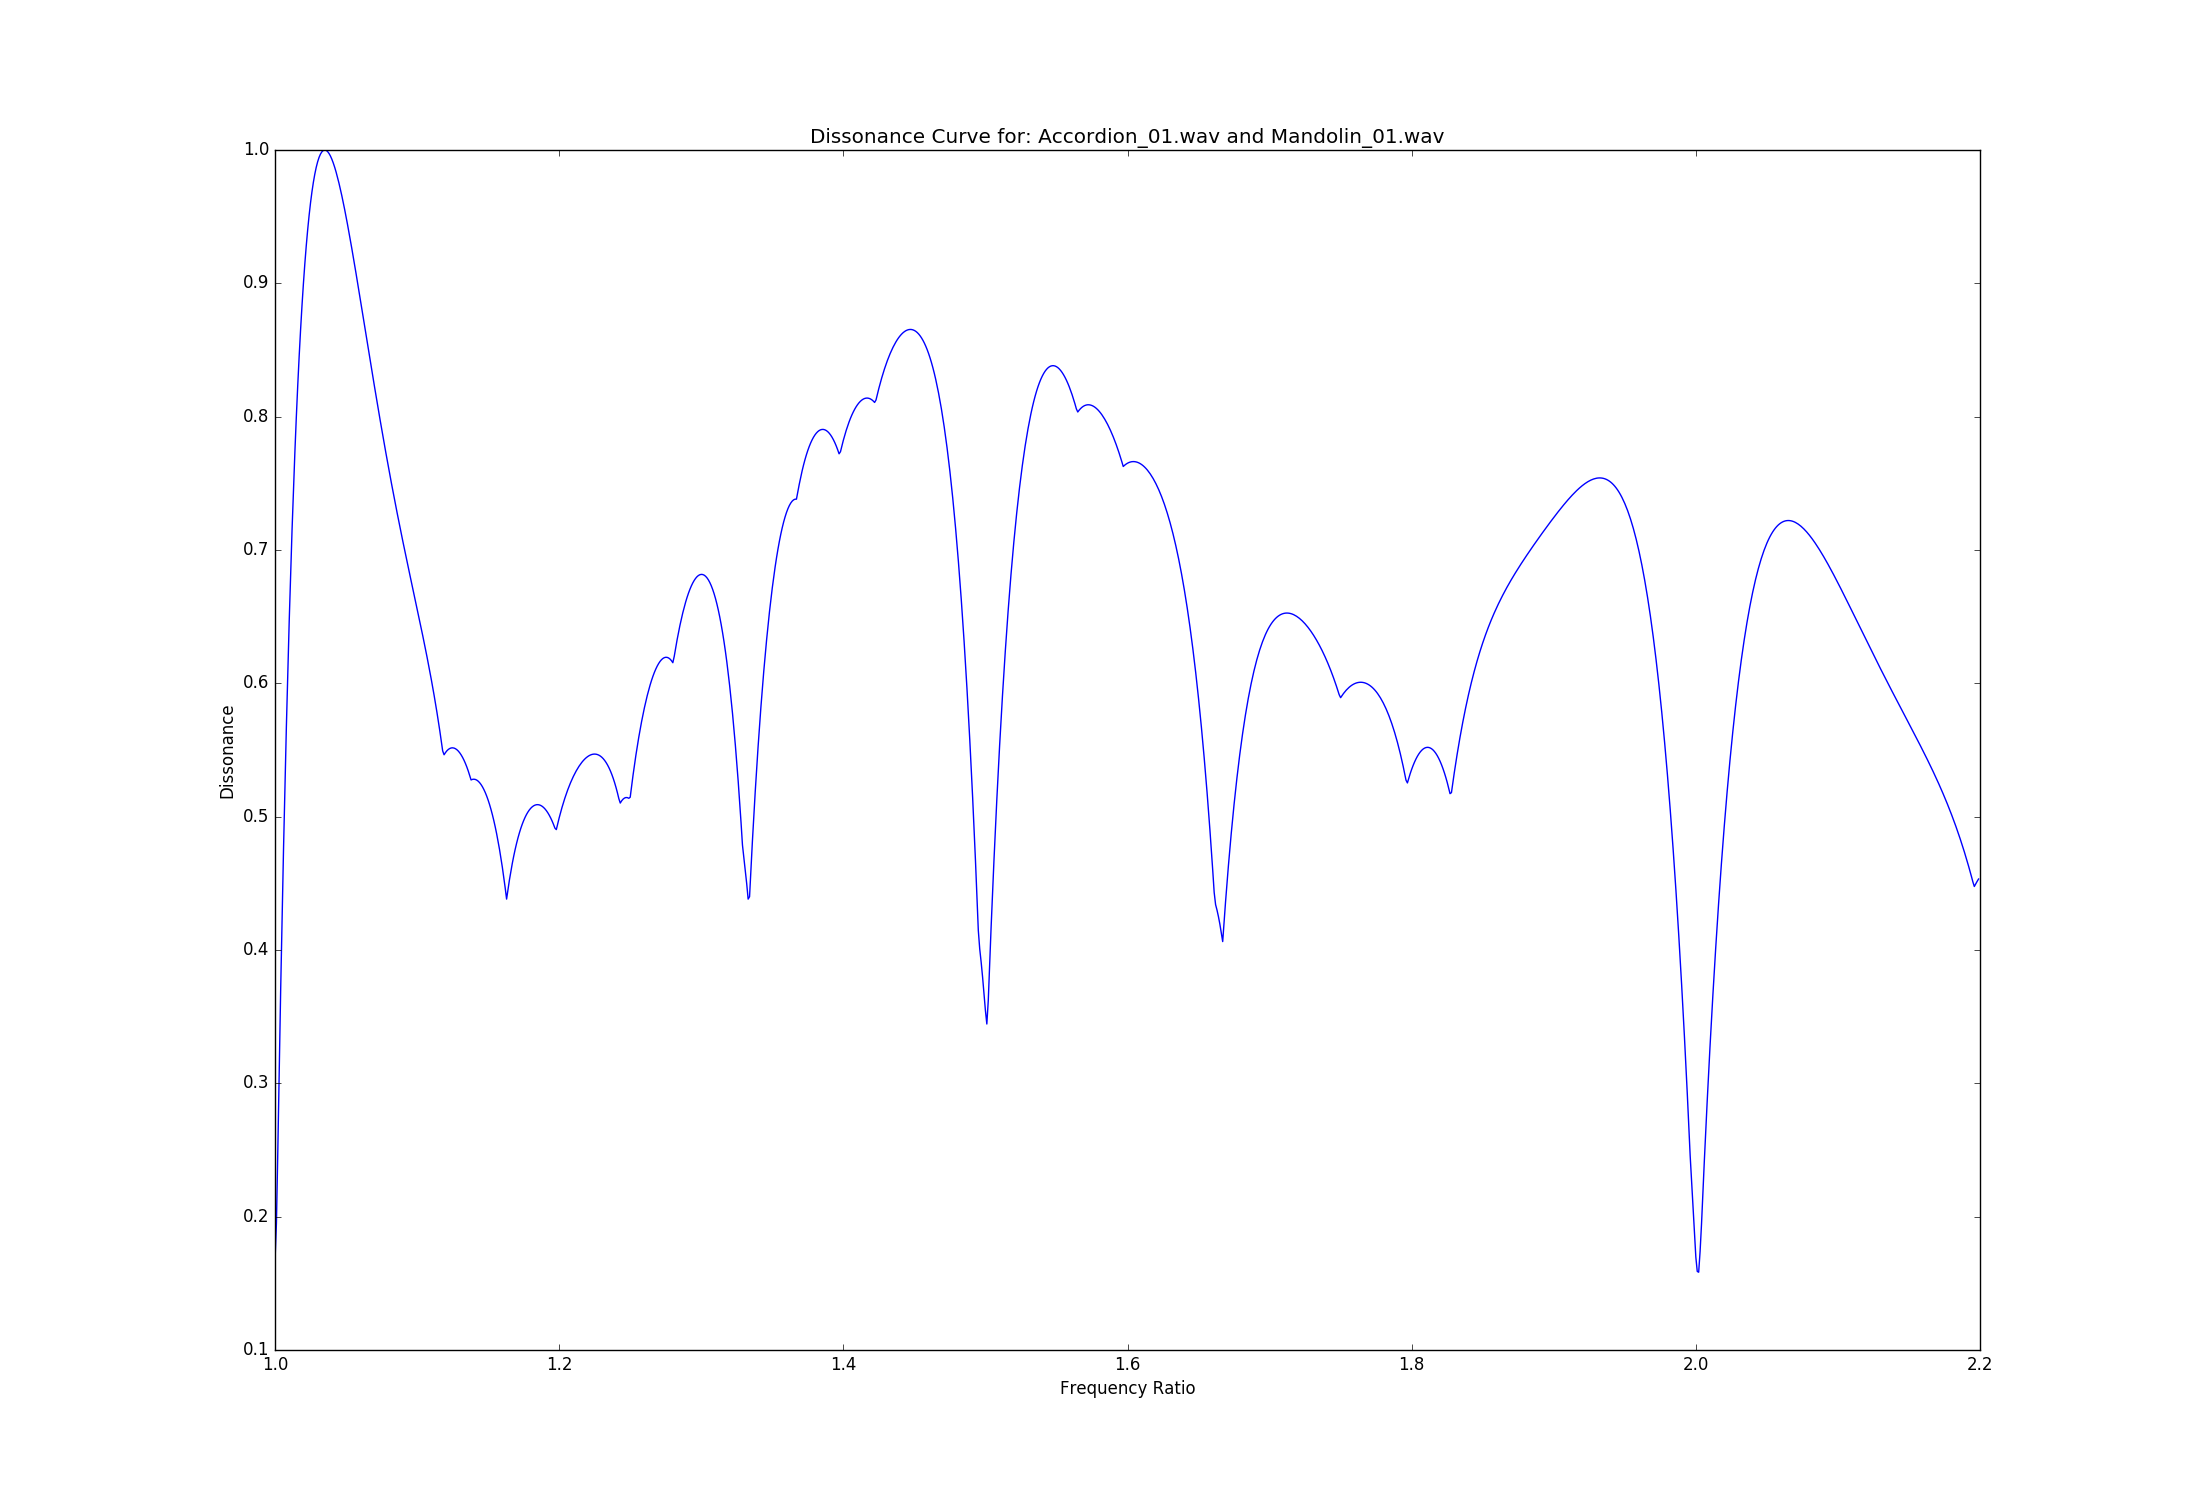 Dissonance Curve for: Accordion_01.wav and Mandolin_01.wav
1.0
0.9
0.8
0.7
0.6
0.5
0.4
0.3
0.2
0.1
Dissonance
1.0 1.2 1.4 1.6 1.8 2.0 2.2
Frequency Ratio